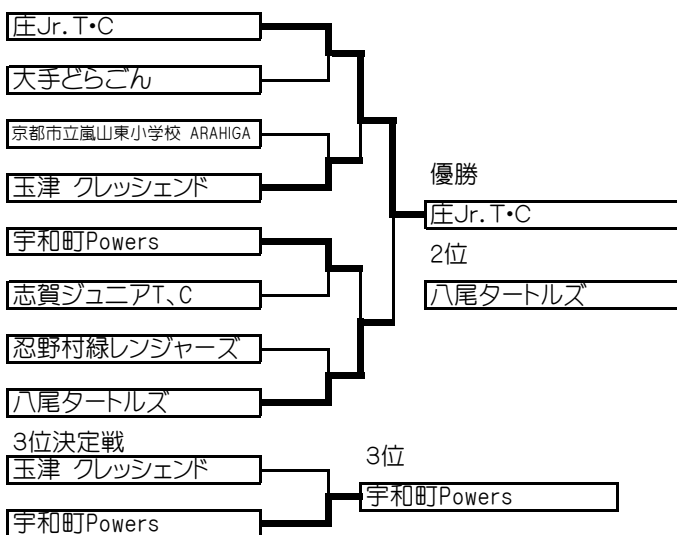 庄Jr.T・C
大手どらごん
京都市立嵐山東小学校 ARAHIGA
玉津 クレッシェンド
宇和町Powers
志賀ジュニアT、C
忍野村緑レンジャーズ
八尾タートルズ
優勝
庄Jr.T・C
2位
八尾タートルズ
3位決定戦
玉津 クレッシェンド
宇和町Powers
3位
宇和町Powers